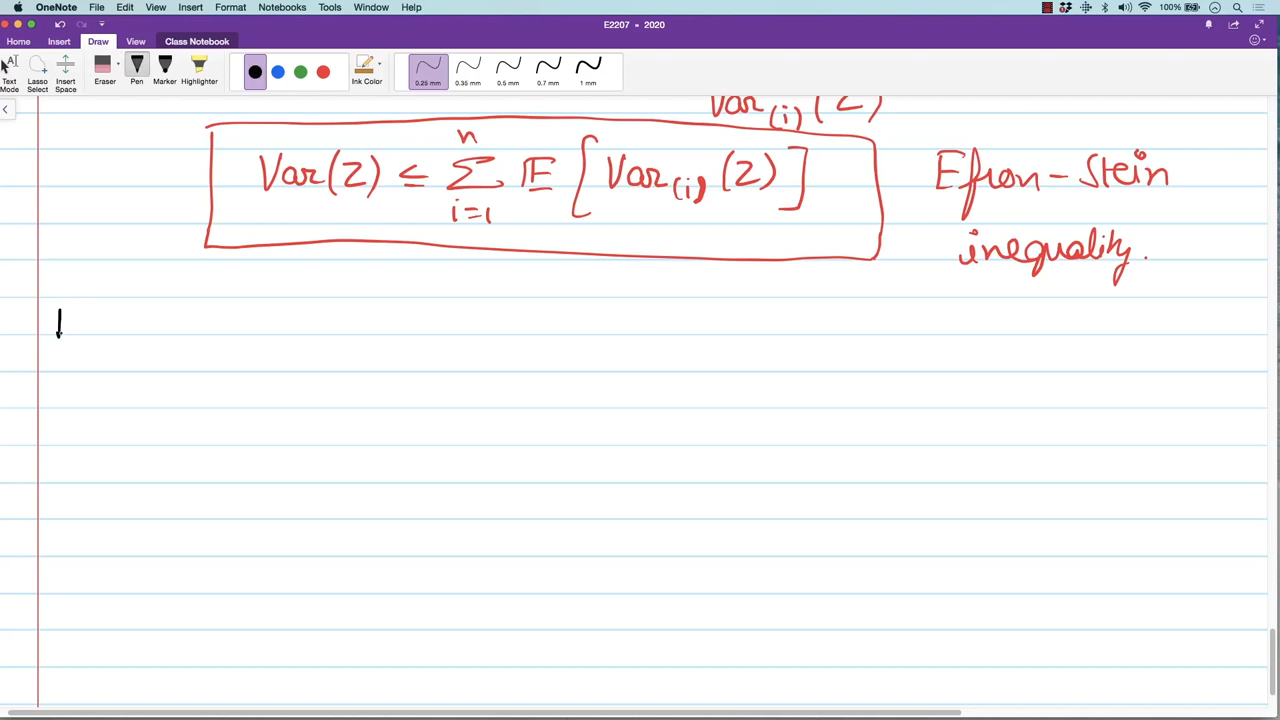 OneNote File Edit View Insert Format Notebooks Tools Window Help 100%
E2207 - 2020
Home Insert Draw View Class Notebook
Text Mode Lasso Select Insert Space Eraser Pen Marker Highlighter Ink Color 0.25 mm 0.35 mm 0.5 mm 0.7 mm 1 mm
Var(i)(Z)
Var(Z) ≤ ∑_{i=1}^{n} 𝔼[Var(i)(Z)] Efron-Stein
inequality.